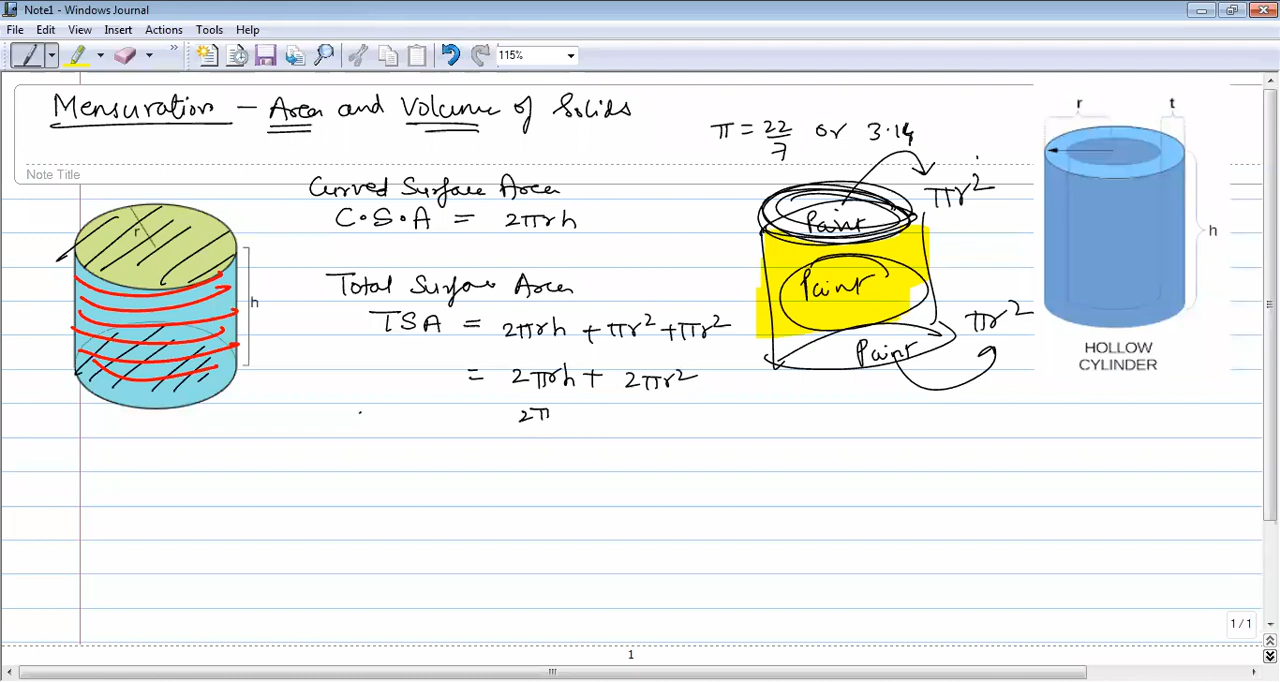 Note1 - Windows Journal
File Edit View Insert Actions Tools Help
115%
Mensuration - Area and Volume of Solids
π = 22/7 or 3.14
Note Title
Curved Surface Area
C.S.A = 2πrh
Total Surface Area
TSA = 2πrh + πr² + πr²
= 2πrh + 2πr²
2π
r
h
Paint
πr²
Paint
πr²
Paint
r t
h
HOLLOW
CYLINDER
1 / 1
1